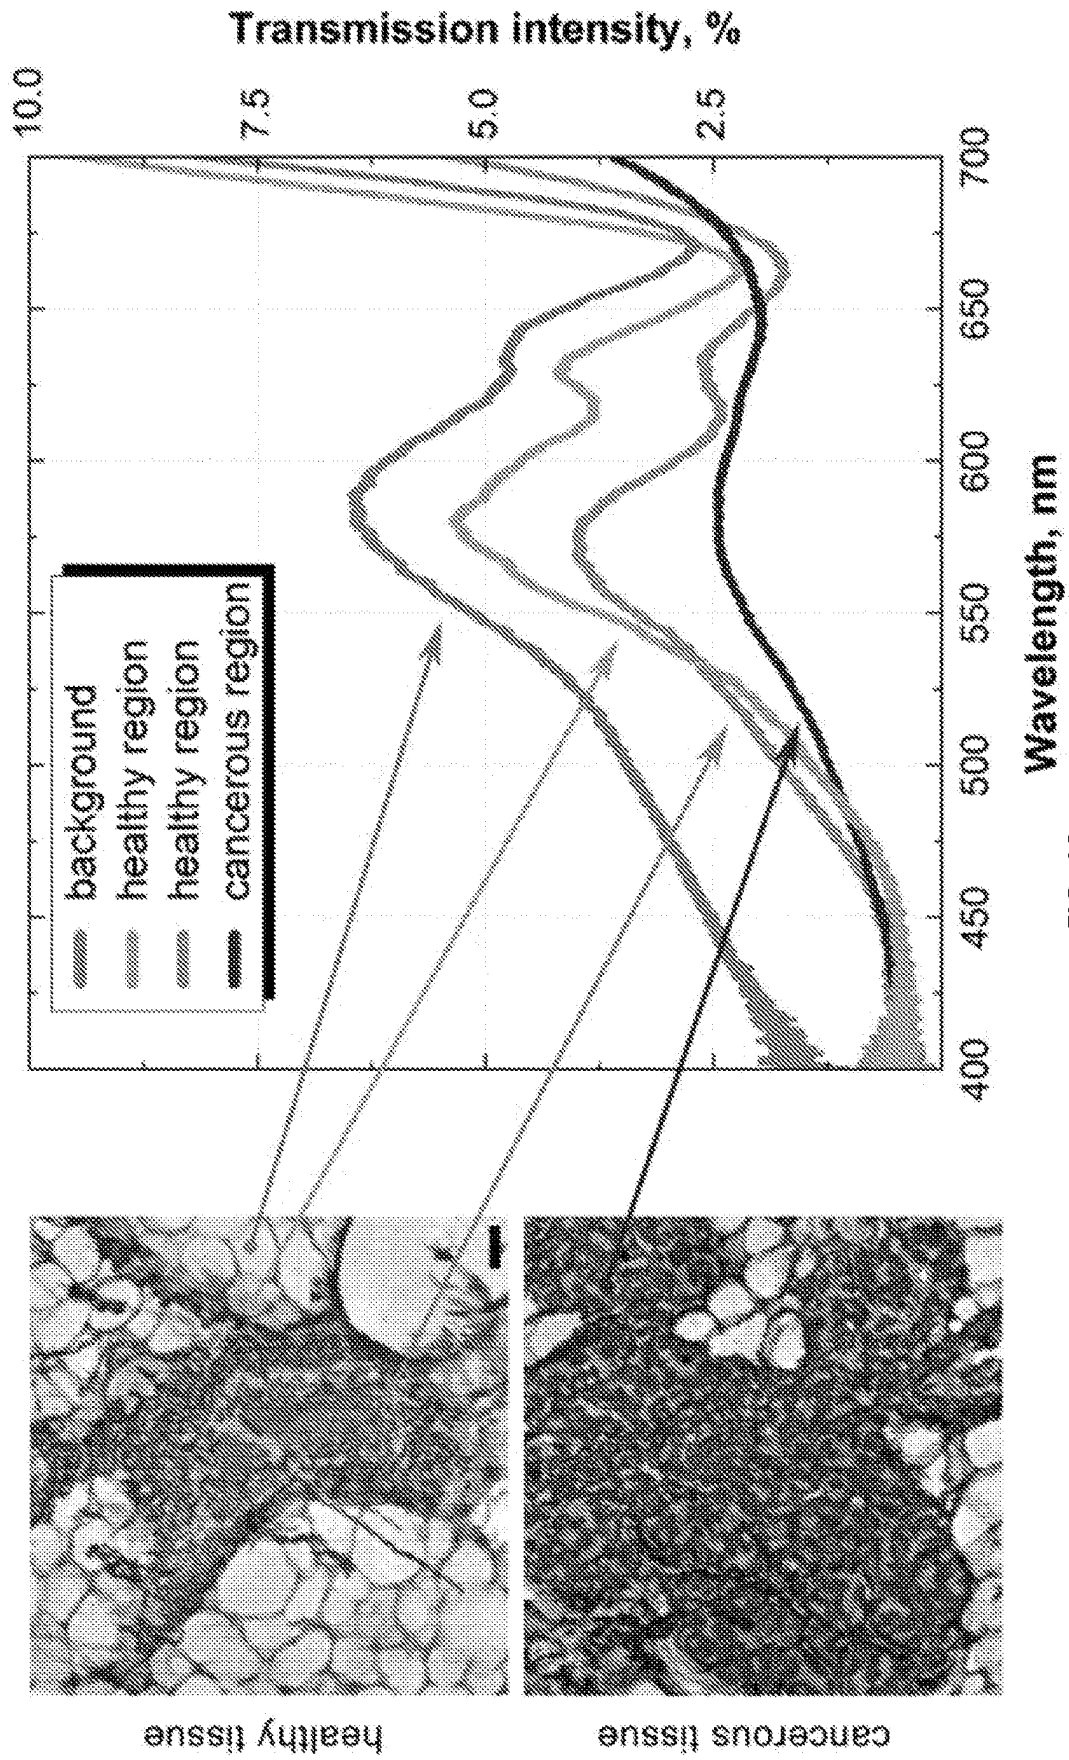 healthy tissue
cancerous tissue
Transmission intensity, %
10.0
7.5
5.0
2.5
background
healthy region
healthy region
cancerous region
400
450
500
550
600
650
700
Wavelength, nm